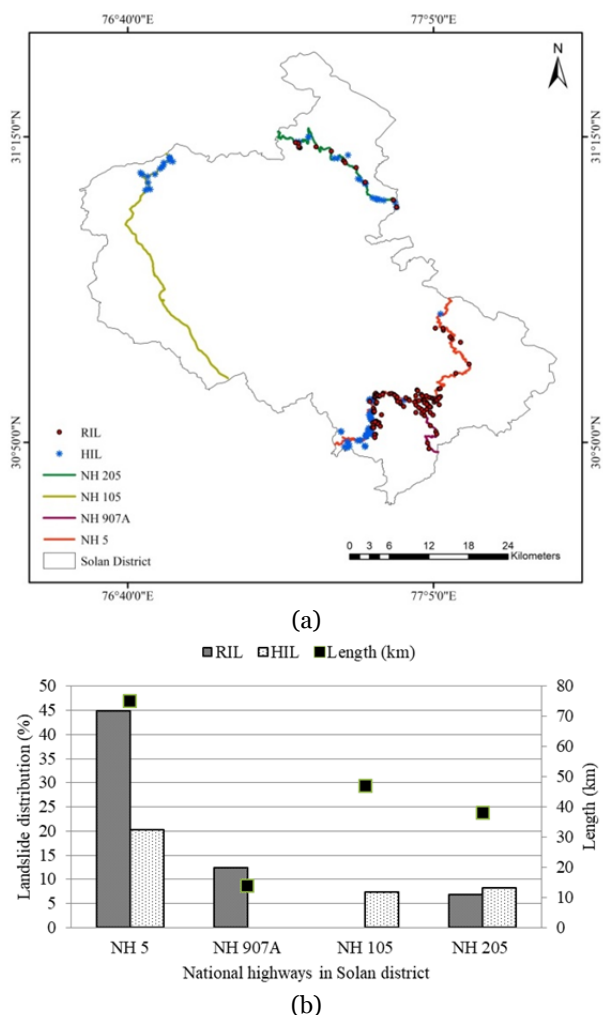 (a)
76°40'0"E
77°5'0"E
N
31°15'0"N
31°15'0"N
30°50'0"N
30°50'0"N
RIL
HIL
NH 205
NH 105
NH 907A
NH 5
Solan District
0 3 6 12 18 24
Kilometers
76°40'0"E
77°5'0"E
(a)
RIL HIL Length (km)
Landslide distribution (%)
50
45
40
35
30
25
20
15
10
5
0
80
70
60
50
40
30
20
10
0
Length (km)
NH 5 NH 907A NH 105 NH 205
National highways in Solan district
(b)